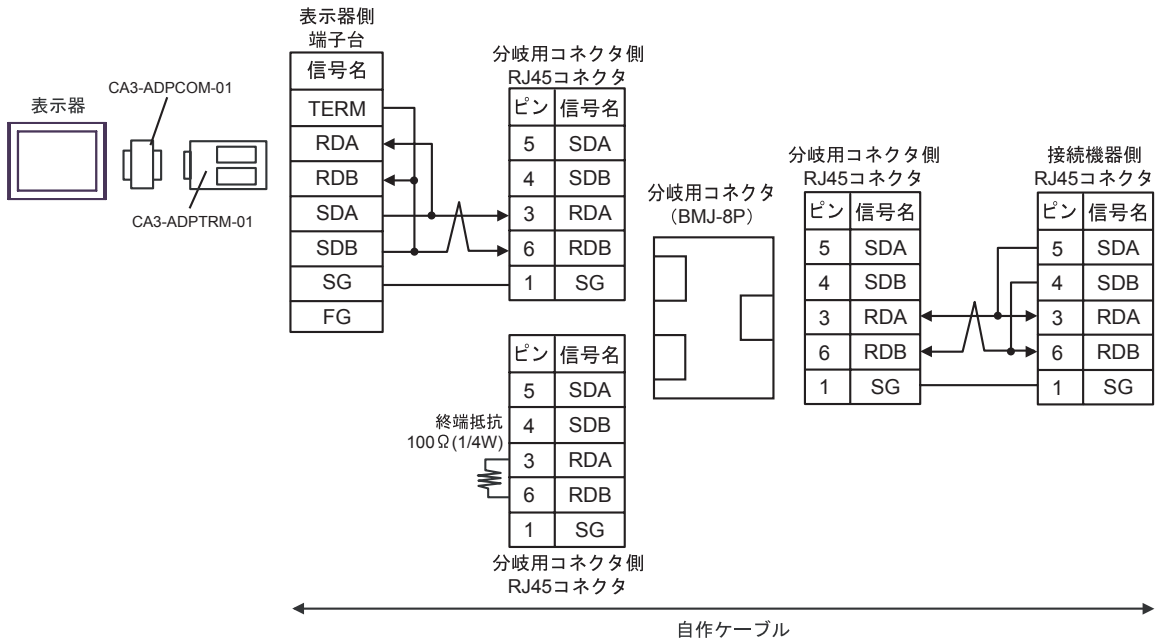 表示器
CA3-ADPCOM-01
CA3-ADPTRM-01
表示器側
端子台
信号名
TERM
RDA
RDB
SDA
SDB
SG
FG
分岐用コネクタ側
RJ45コネクタ
ピン 信号名
5 SDA
4 SDB
3 RDA
6 RDB
1 SG
終端抵抗
100Ω(1/4W)
ピン 信号名
5 SDA
4 SDB
3 RDA
6 RDB
1 SG
分岐用コネクタ側
RJ45コネクタ
分岐用コネクタ
(BMJ-8P)
分岐用コネクタ側
RJ45コネクタ
ピン 信号名
5 SDA
4 SDB
3 RDA
6 RDB
1 SG
接続機器側
RJ45コネクタ
ピン 信号名
5 SDA
4 SDB
3 RDA
6 RDB
1 SG
自作ケーブル